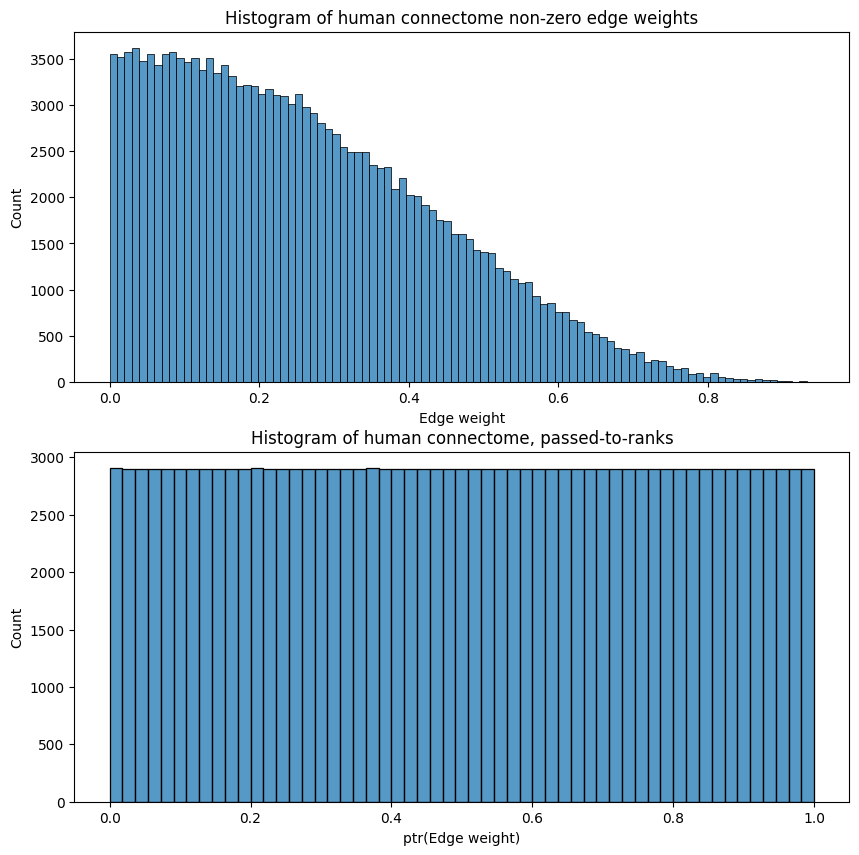 Histogram of human connectome non-zero edge weights
3500
3000
2500
2000
1500
1000
500
0
Count
0.0 0.2 0.4 0.6 0.8
Edge weight
Histogram of human connectome, passed-to-ranks
3000
2500
2000
1500
1000
500
0
Count
0.0 0.2 0.4 0.6 0.8 1.0
ptr(Edge weight)